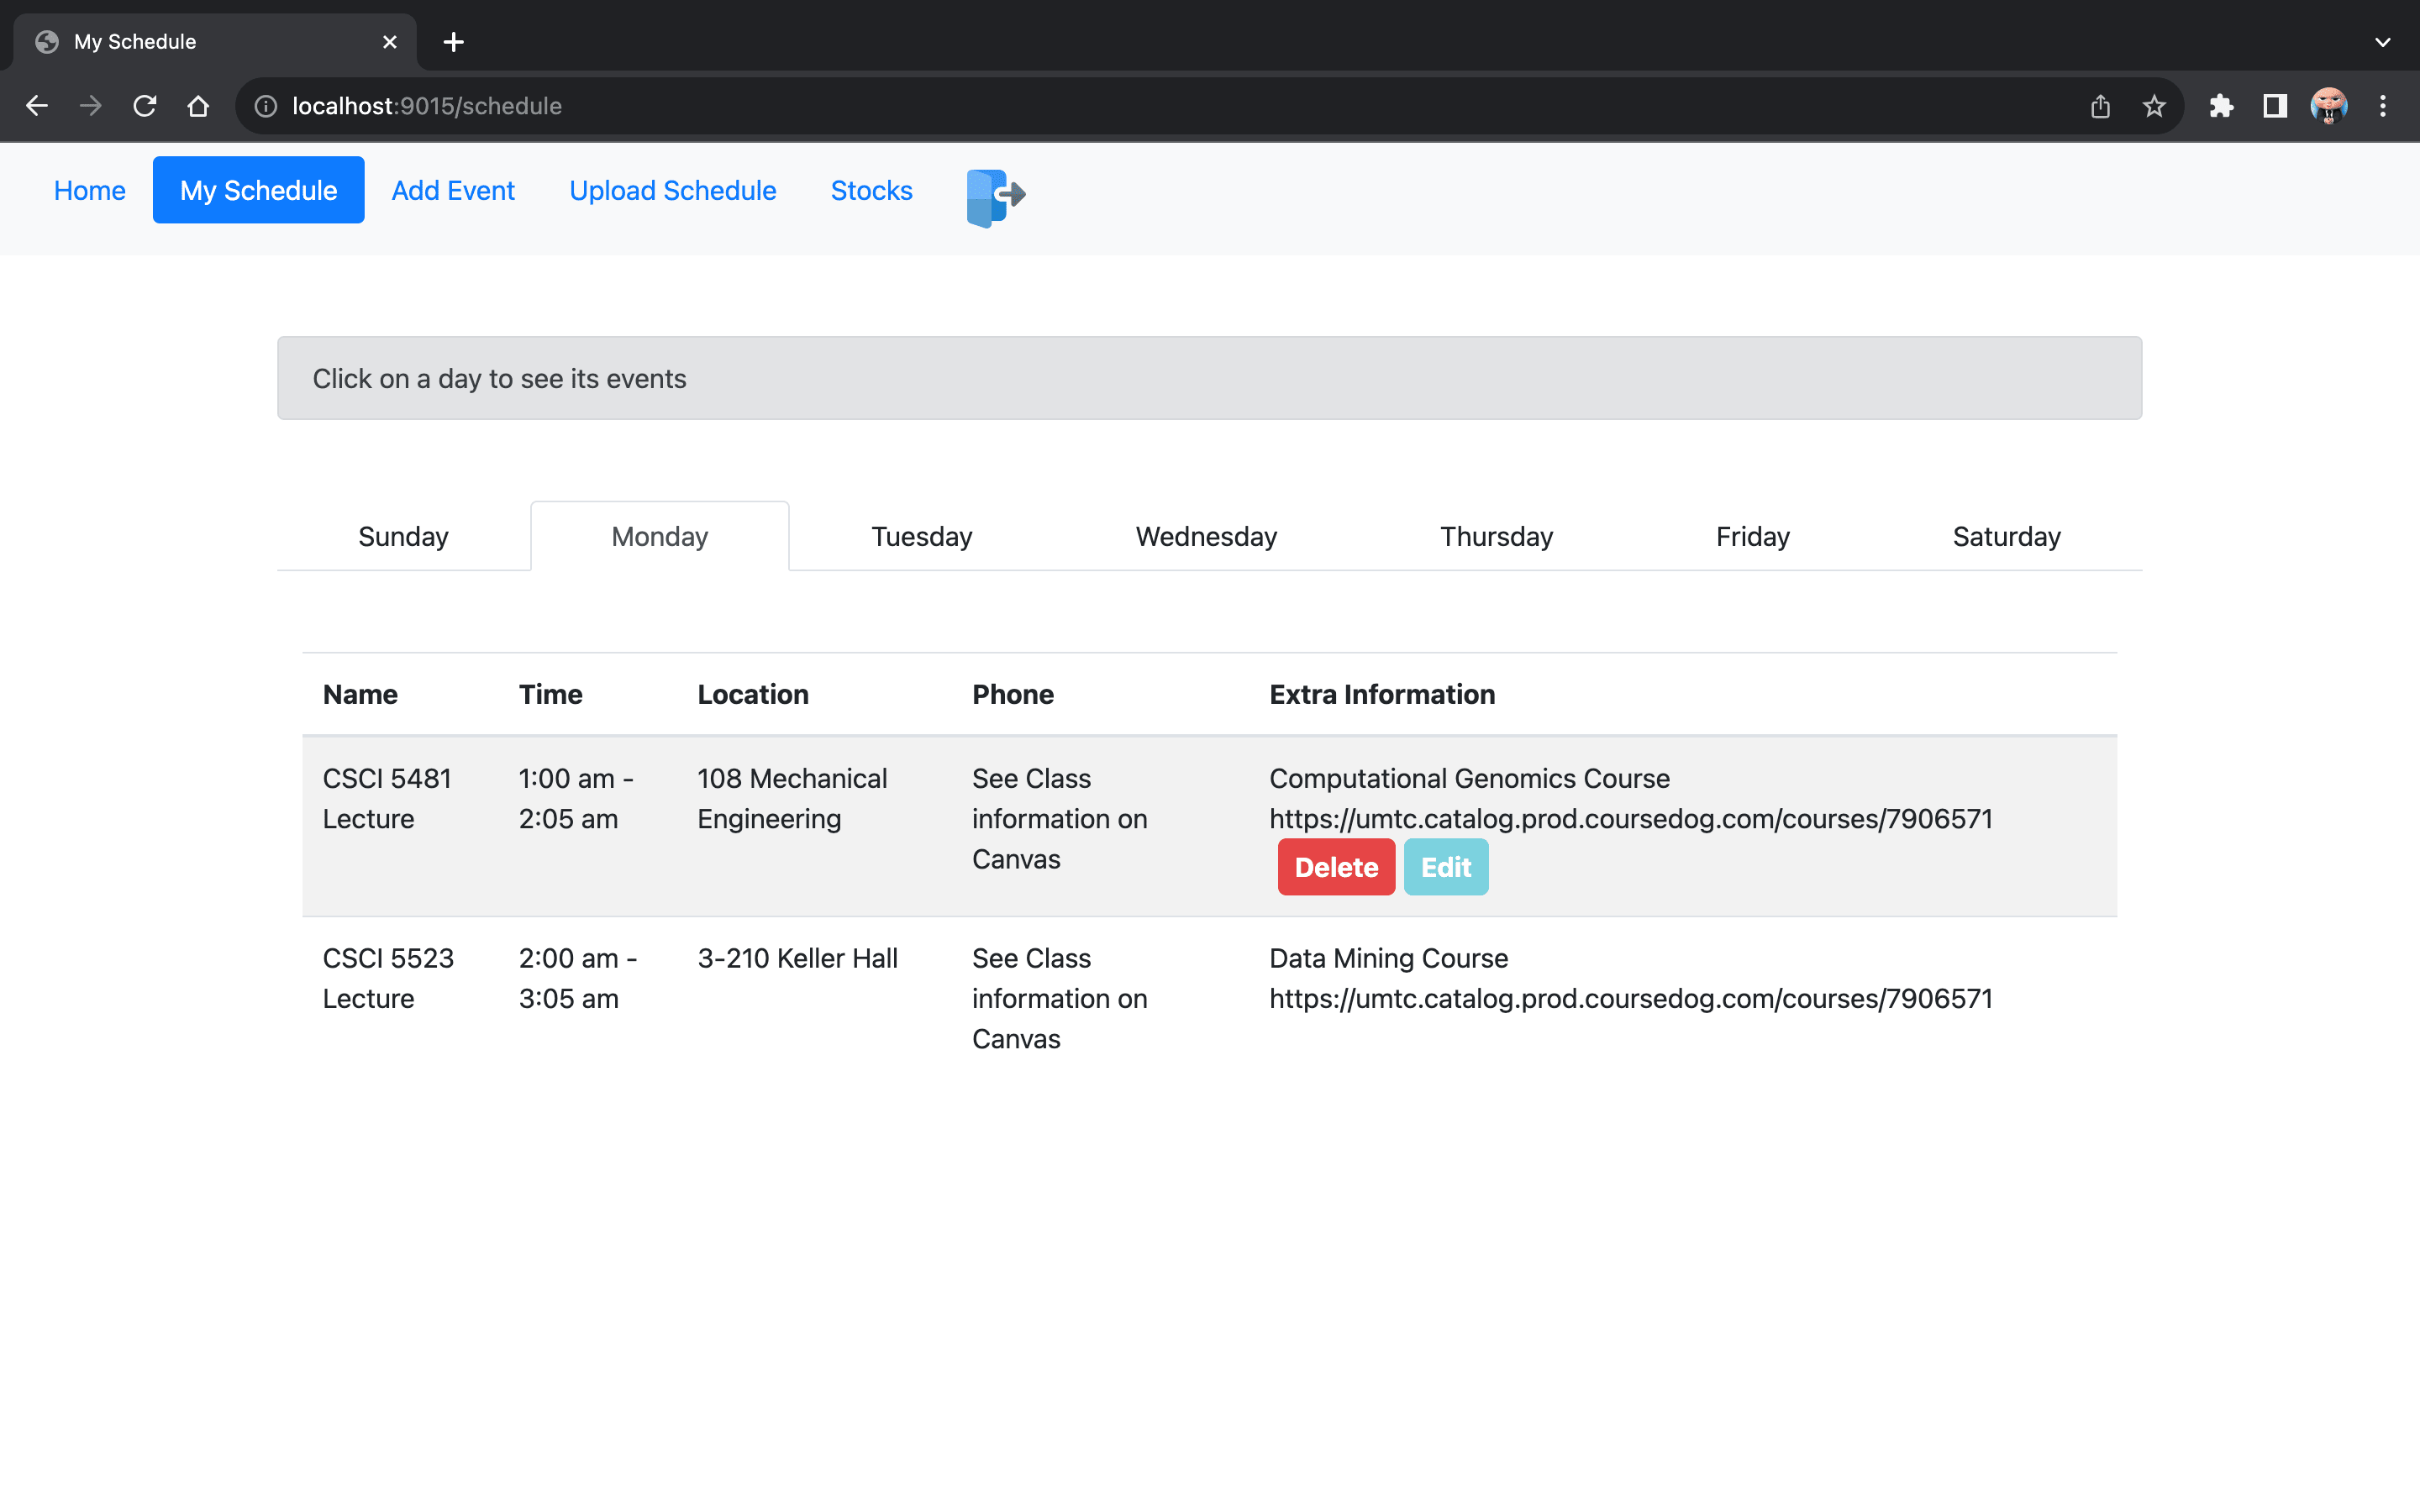 My Schedule
localhost:9015/schedule
Home My Schedule Add Event Upload Schedule Stocks
Click on a day to see its events
Sunday Monday Tuesday Wednesday Thursday Friday Saturday
Name Time Location Phone Extra Information
CSCI 5481 1:00 am - 108 Mechanical See Class Computational Genomics Course
Lecture 2:05 am Engineering information on https://umtc.catalog.prod.coursedog.com/courses/7906571
Canvas Delete Edit
CSCI 5523 2:00 am - 3-210 Keller Hall See Class Data Mining Course
Lecture 3:05 am information on https://umtc.catalog.prod.coursedog.com/courses/7906571
Canvas